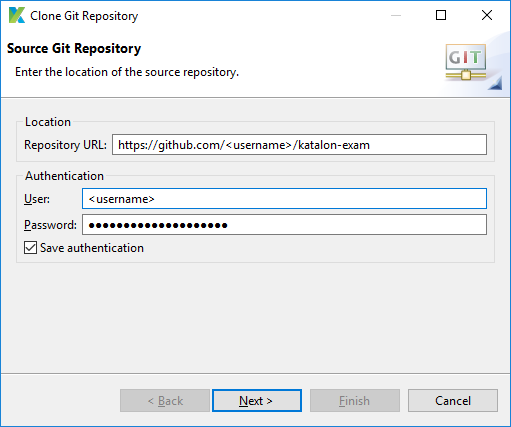 Clone Git Repository
Source Git Repository
Enter the location of the source repository.
GIT
Location
Repository URL: https://github.com/<username>/katalon-exam
Authentication
User: <username>
Password: ●●●●●●●●●●●●●●●●●●●●
Save authentication
< Back Next > Finish Cancel